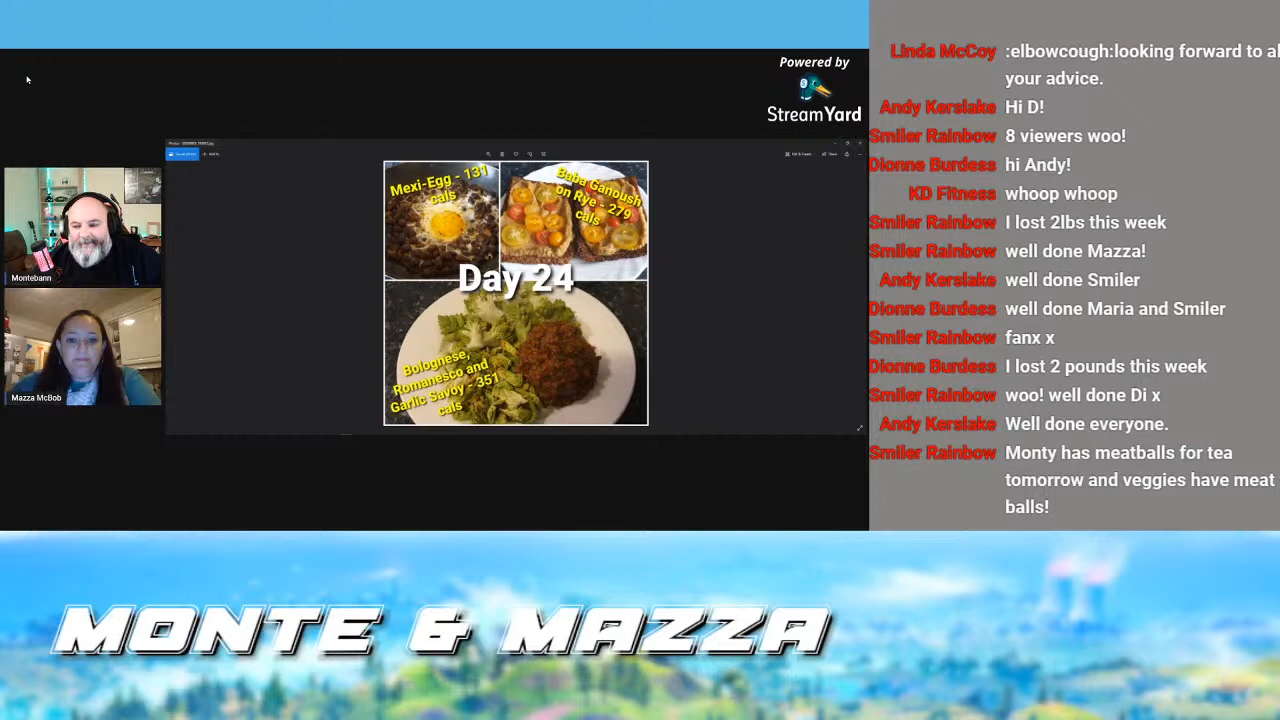 Powered by
StreamYard
Mexi-Egg - 131
cals
Baba Ganoush
on Rye - 279
cals
Day 24
Bolognese,
Romanesco and
Garlic Savoy - 351
cals
Montebann
Mazza McBob
Linda McCoy :elbowcough:looking forward to al
your advice.
Andy Kerslake Hi D!
Smiler Rainbow 8 viewers woo!
Dionne Burdess hi Andy!
KD Fitness whoop whoop
Smiler Rainbow I lost 2lbs this week
Smiler Rainbow well done Mazza!
Andy Kerslake well done Smiler
Dionne Burdess well done Maria and Smiler
Smiler Rainbow fanx x
Dionne Burdess I lost 2 pounds this week
Smiler Rainbow woo! well done Di x
Andy Kerslake Well done everyone.
Smiler Rainbow Monty has meatballs for tea
tomorrow and veggies have meat
balls!
MONTE & MAZZA